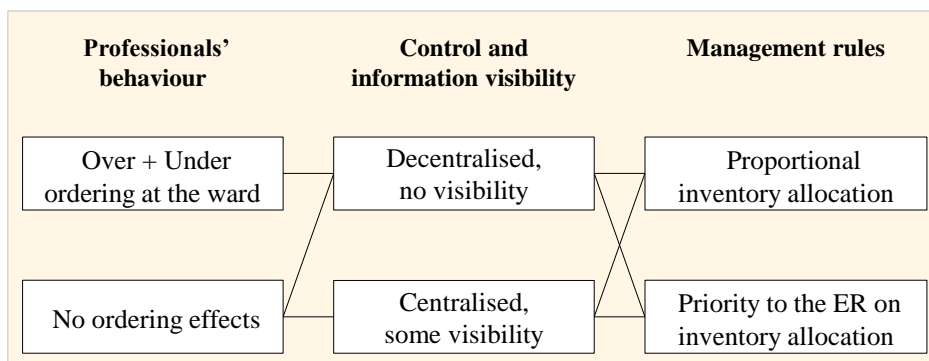 Professionals’
behaviour
Control and
information visibility
Management rules
Over + Under
ordering at the ward
Decentralised,
no visibility
Proportional
inventory allocation
No ordering effects
Centralised,
some visibility
Priority to the ER on
inventory allocation